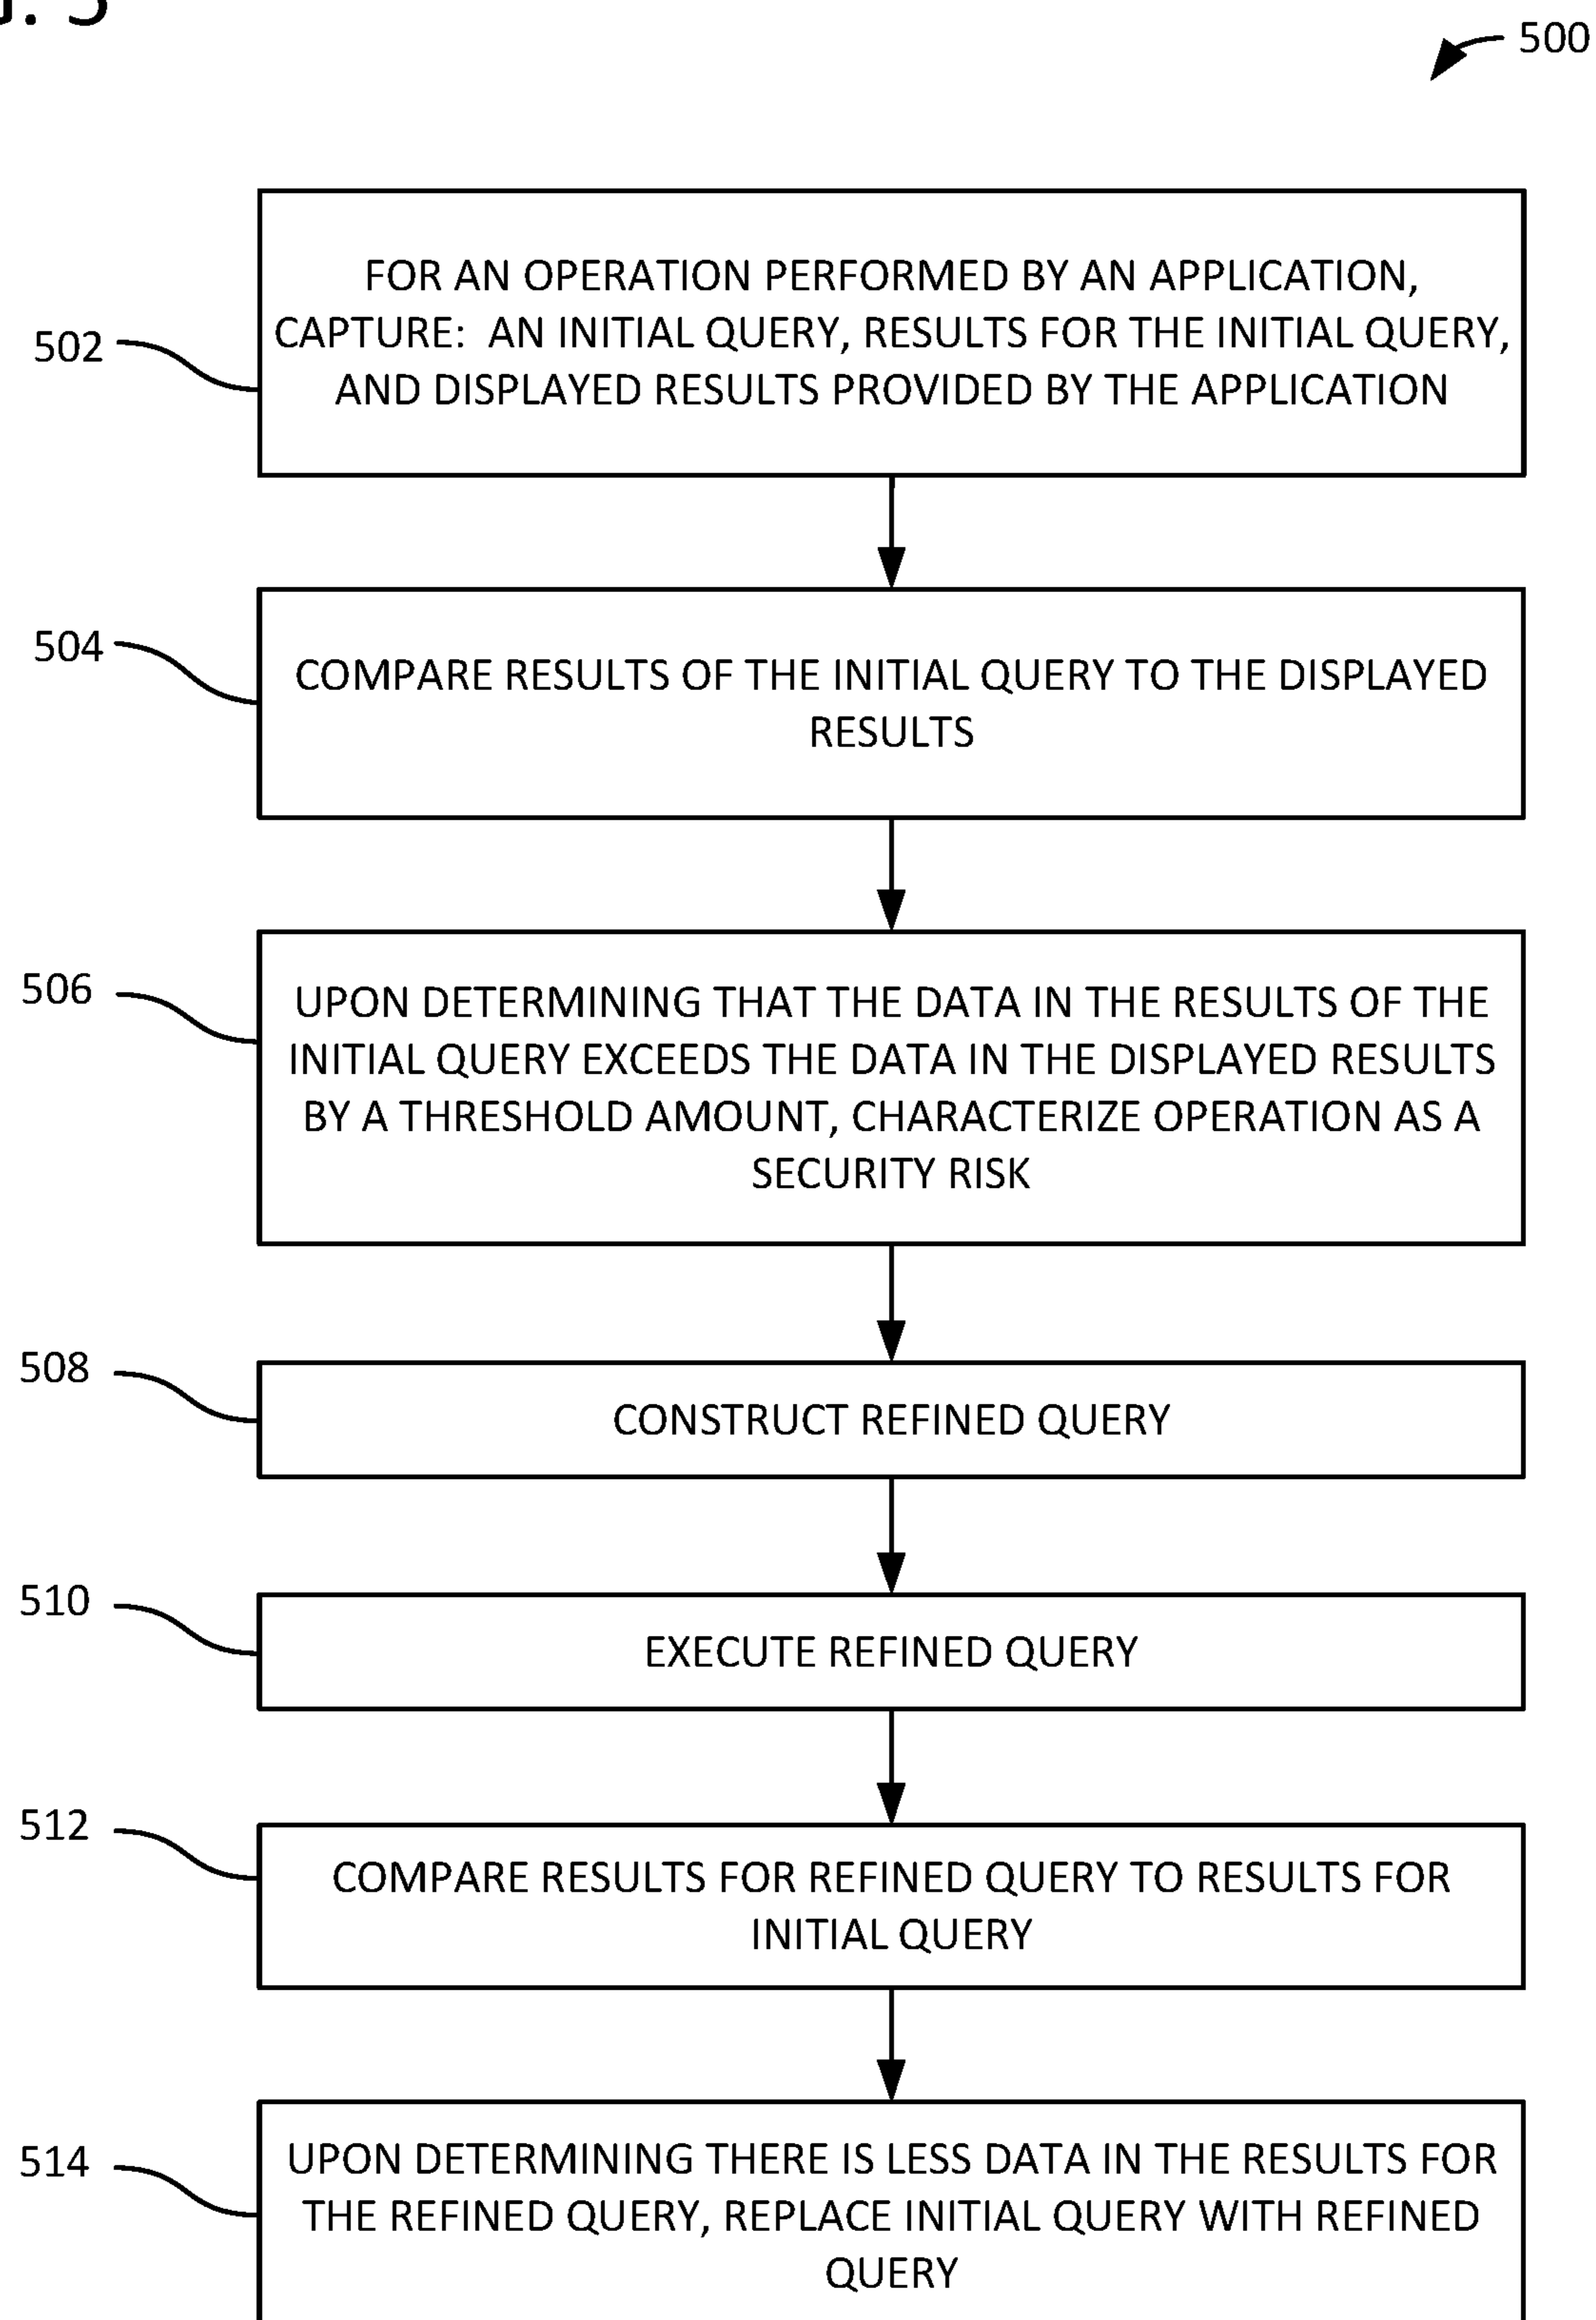 . 5
500
502
FOR AN OPERATION PERFORMED BY AN APPLICATION,
CAPTURE: AN INITIAL QUERY, RESULTS FOR THE INITIAL QUERY,
AND DISPLAYED RESULTS PROVIDED BY THE APPLICATION
504
COMPARE RESULTS OF THE INITIAL QUERY TO THE DISPLAYED
RESULTS
506
UPON DETERMINING THAT THE DATA IN THE RESULTS OF THE
INITIAL QUERY EXCEEDS THE DATA IN THE DISPLAYED RESULTS
BY A THRESHOLD AMOUNT, CHARACTERIZE OPERATION AS A
SECURITY RISK
508
CONSTRUCT REFINED QUERY
510
EXECUTE REFINED QUERY
512
COMPARE RESULTS FOR REFINED QUERY TO RESULTS FOR
INITIAL QUERY
514
UPON DETERMINING THERE IS LESS DATA IN THE RESULTS FOR
THE REFINED QUERY, REPLACE INITIAL QUERY WITH REFINED
QUERY